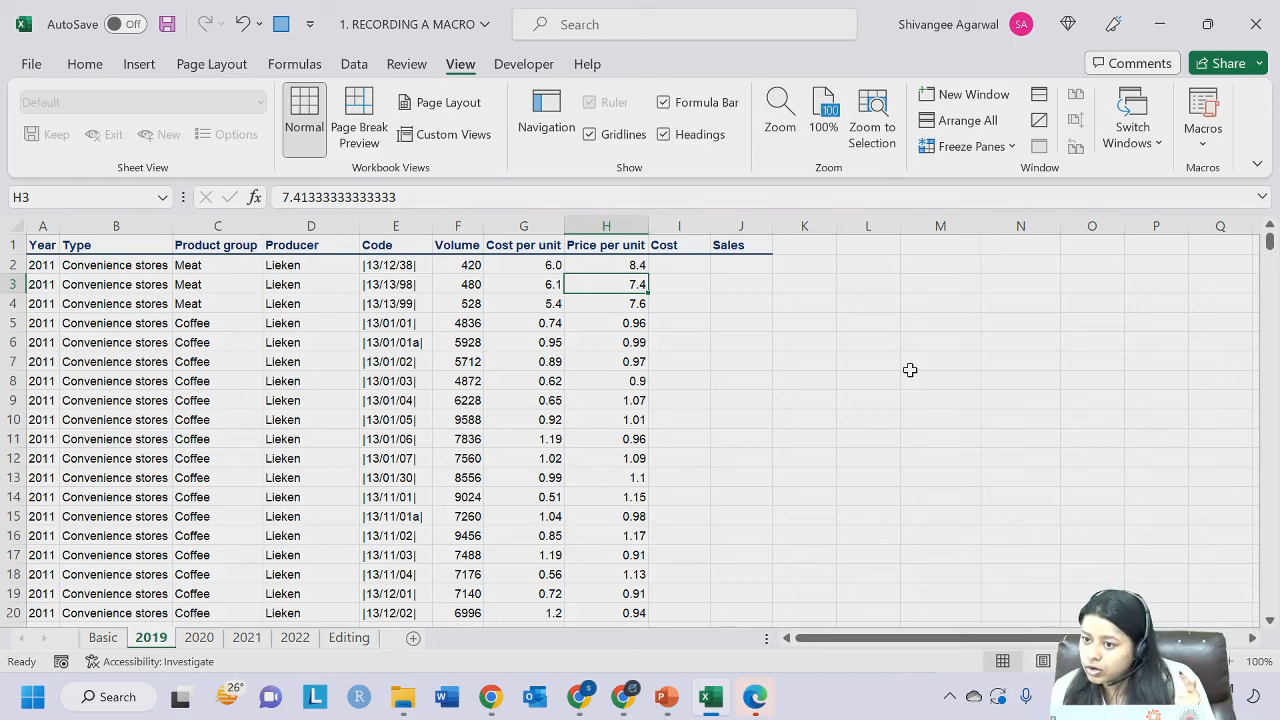 AutoSave Off 1. RECORDING A MACRO Search Shivangee Agarwal SA
File Home Insert Page Layout Formulas Data Review View Developer Help Comments Share
Default
Keep Exit New Options
Sheet View
Normal
Page Break Preview
Page Layout
Custom Views
Workbook Views
Navigation
Ruler Formula Bar
Gridlines Headings
Show
Zoom
100
100%
Zoom to Selection
Zoom
New Window
Arrange All
Freeze Panes
Switch Windows
Window
Macros
Macros
H3 fx 7.41333333333333
A B C D E F G H I J K L M N O P Q
1 Year Type Product group Producer Code Volume Cost per unit Price per unit Cost Sales
2 2011 Convenience stores Meat Lieken |13/12/38| 420 6.0 8.4
3 2011 Convenience stores Meat Lieken |13/13/98| 480 6.1 7.4
4 2011 Convenience stores Meat Lieken |13/13/99| 528 5.4 7.6
5 2011 Convenience stores Coffee Lieken |13/01/01| 4836 0.74 0.96
6 2011 Convenience stores Coffee Lieken |13/01/01a| 5928 0.95 0.99
7 2011 Convenience stores Coffee Lieken |13/01/02| 5712 0.89 0.97
8 2011 Convenience stores Coffee Lieken |13/01/03| 4872 0.62 0.9
9 2011 Convenience stores Coffee Lieken |13/01/04| 6228 0.65 1.07
10 2011 Convenience stores Coffee Lieken |13/01/05| 9588 0.92 1.01
11 2011 Convenience stores Coffee Lieken |13/01/06| 7836 1.19 0.96
12 2011 Convenience stores Coffee Lieken |13/01/07| 7560 1.02 1.09
13 2011 Convenience stores Coffee Lieken |13/01/30| 8556 0.99 1.1
14 2011 Convenience stores Coffee Lieken |13/11/01| 9024 0.51 1.15
15 2011 Convenience stores Coffee Lieken |13/11/01a| 7260 1.04 0.98
16 2011 Convenience stores Coffee Lieken |13/11/02| 9456 0.85 1.17
17 2011 Convenience stores Coffee Lieken |13/11/03| 7488 1.19 0.91
18 2011 Convenience stores Coffee Lieken |13/11/04| 7176 0.56 1.13
19 2011 Convenience stores Coffee Lieken |13/12/01| 7140 0.72 0.91
20 2011 Convenience stores Coffee Lieken |13/12/02| 6996 1.2 0.94
Basic 2019 2020 2021 2022 Editing
Ready Accessibility: Investigate 100%
Search 26°